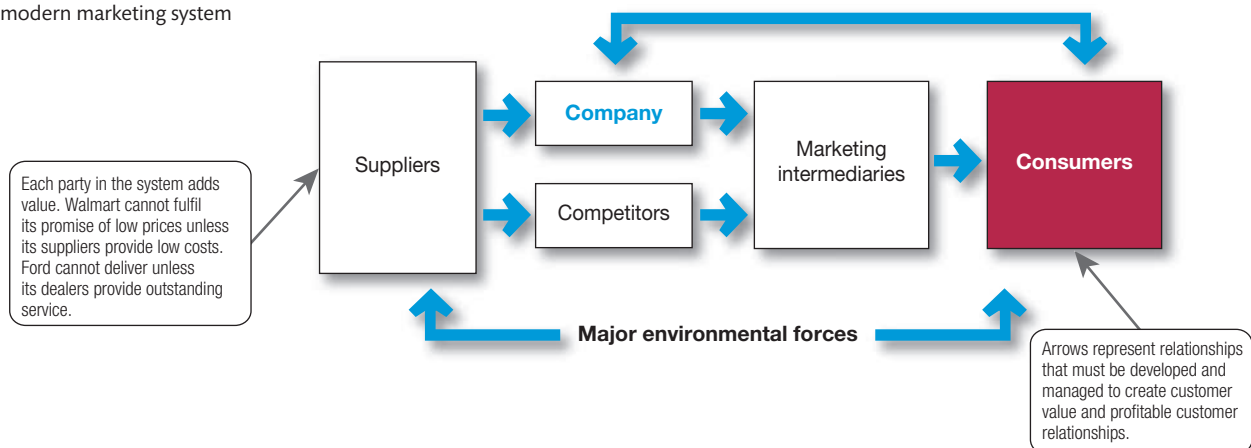 modern marketing system
Suppliers
Company
Competitors
Marketing
intermediaries
Consumers
Each party in the system adds
value. Walmart cannot fulfil
its promise of low prices unless
its suppliers provide low costs.
Ford cannot deliver unless
its dealers provide outstanding
service.
Major environmental forces
Arrows represent relationships
that must be developed and
managed to create customer
value and profitable customer
relationships.